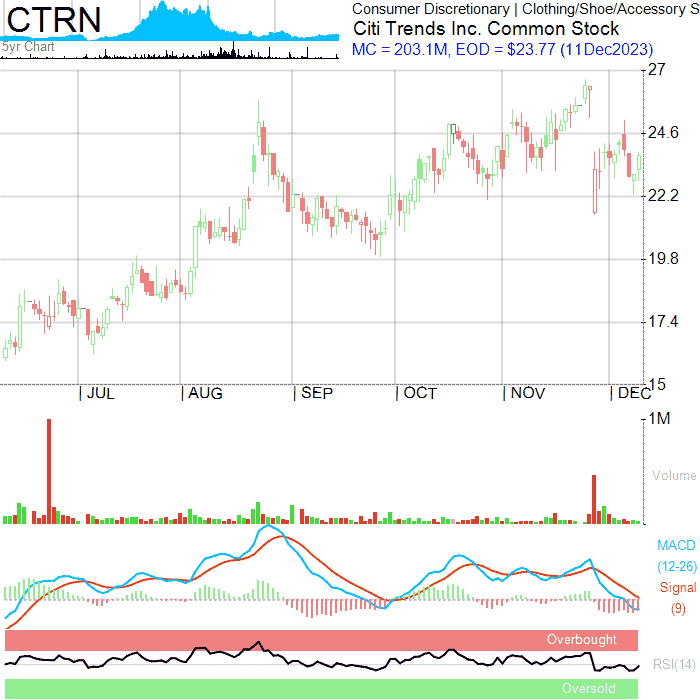 CTRN
5yr Chart
Consumer Discretionary | Clothing/Shoe/Accessory S
Citi Trends Inc. Common Stock
MC = 203.1M, EOD = $23.77 (11Dec2023)
27
24.6
22.2
19.8
17.4
15
| JUL
| AUG
| SEP
| OCT
| NOV
| DEC
1M
Volume
MACD
(12-26)
Signal
(9)
Overbought
RSI(14)
Oversold